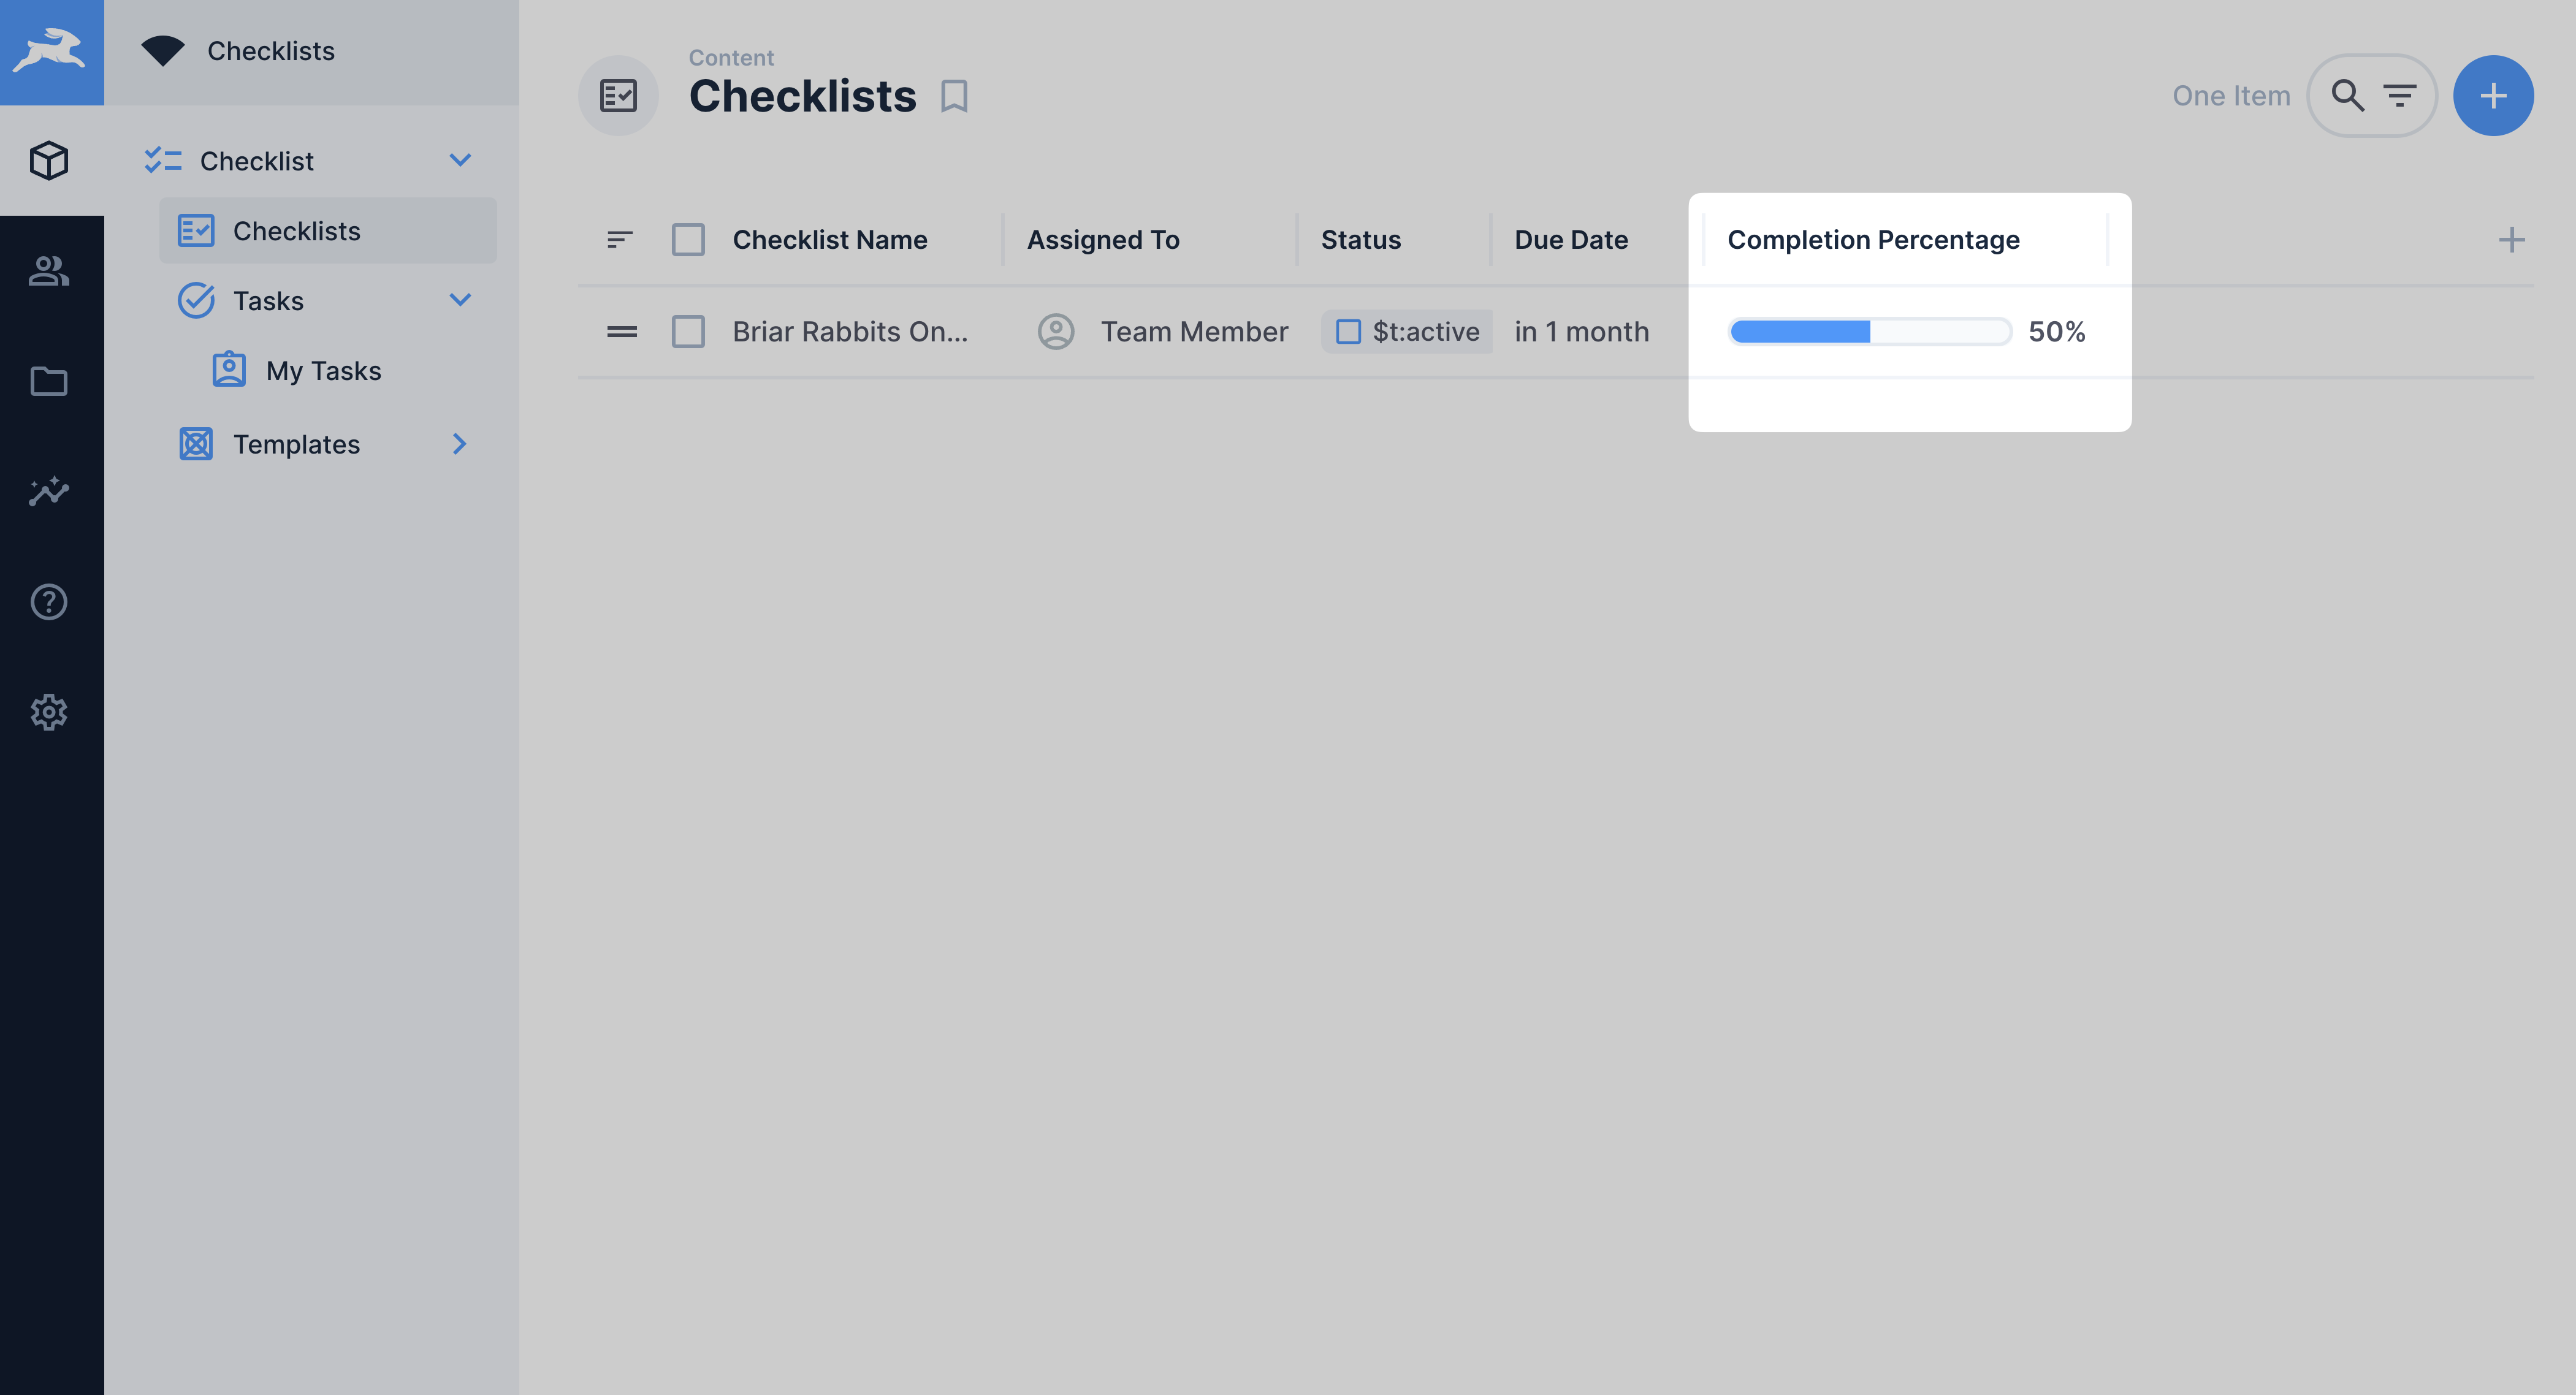 Checklists
Checklist
Checklists
Tasks
My Tasks
Templates
Content
Checklists
One Item
Checklist Name Assigned To Status Due Date Completion Percentage
Briar Rabbits On... Team Member $t:active in 1 month 50%